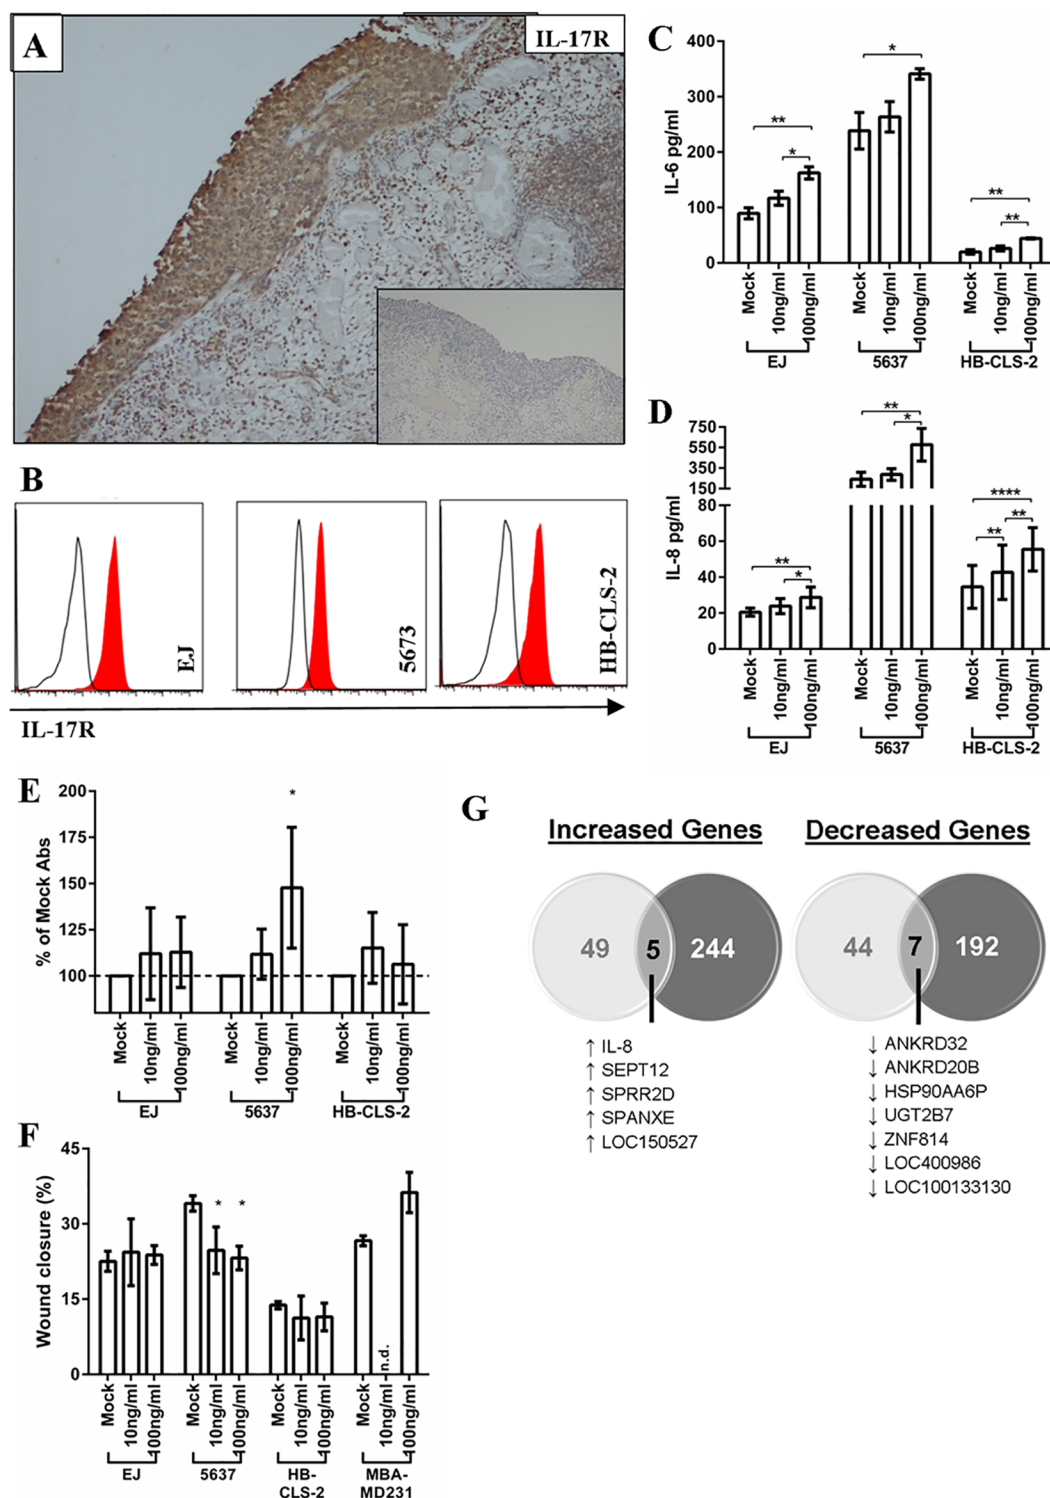 A
IL-17R
B
EJ
5673
HB-CLS-2
IL-17R
C
IL-6 pg/ml
400
300
200
100
0
**
*
*
**
**
Mock
10ng/ml
100ng/ml
Mock
10ng/ml
100ng/ml
Mock
10ng/ml
100ng/ml
EJ
5637
HB-CLS-2
D
IL-8 pg/ml
750
550
350
150
80
60
40
20
0
**
*
**
*
****
**
**
Mock
10ng/ml
100ng/ml
Mock
10ng/ml
100ng/ml
Mock
10ng/ml
100ng/ml
EJ
5637
HB-CLS-2
E
% of Mock Abs
200
175
150
125
100
*
Mock
10ng/ml
100ng/ml
Mock
10ng/ml
100ng/ml
Mock
10ng/ml
100ng/ml
EJ
5637
HB-CLS-2
F
Wound closure (%)
45
30
15
0
*
*
n.d.
Mock
10ng/ml
100ng/ml
Mock
10ng/ml
100ng/ml
Mock
10ng/ml
100ng/ml
Mock
10ng/ml
100ng/ml
EJ
5637
HB-
CLS-2
MBA-
MD231
G
Increased Genes
49
5
244
↑ IL-8
↑ SEPT12
↑ SPRR2D
↑ SPANXE
↑ LOC150527
Decreased Genes
44
7
192
↓ ANKRD32
↓ ANKRD20B
↓ HSP90AA6P
↓ UGT2B7
↓ ZNF814
↓ LOC400986
↓ LOC100133130